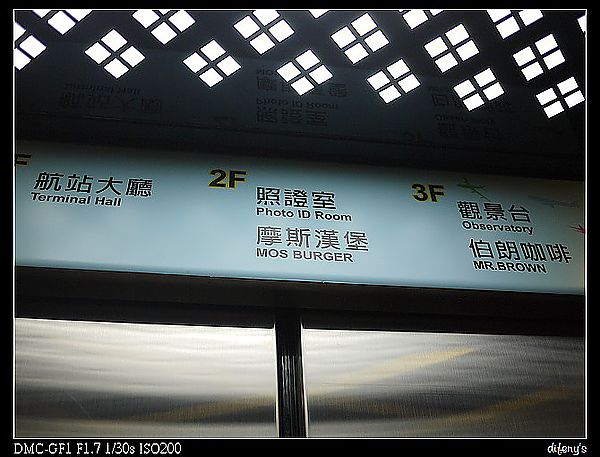 F
航站大廳
Terminal Hall
2F
照證室
Photo ID Room
摩斯漢堡
MOS BURGER
3F
觀景台
Observatory
伯朗咖啡
MR.BROWN
DMC-GF1 F1.7 1/30s ISO200
difeny's